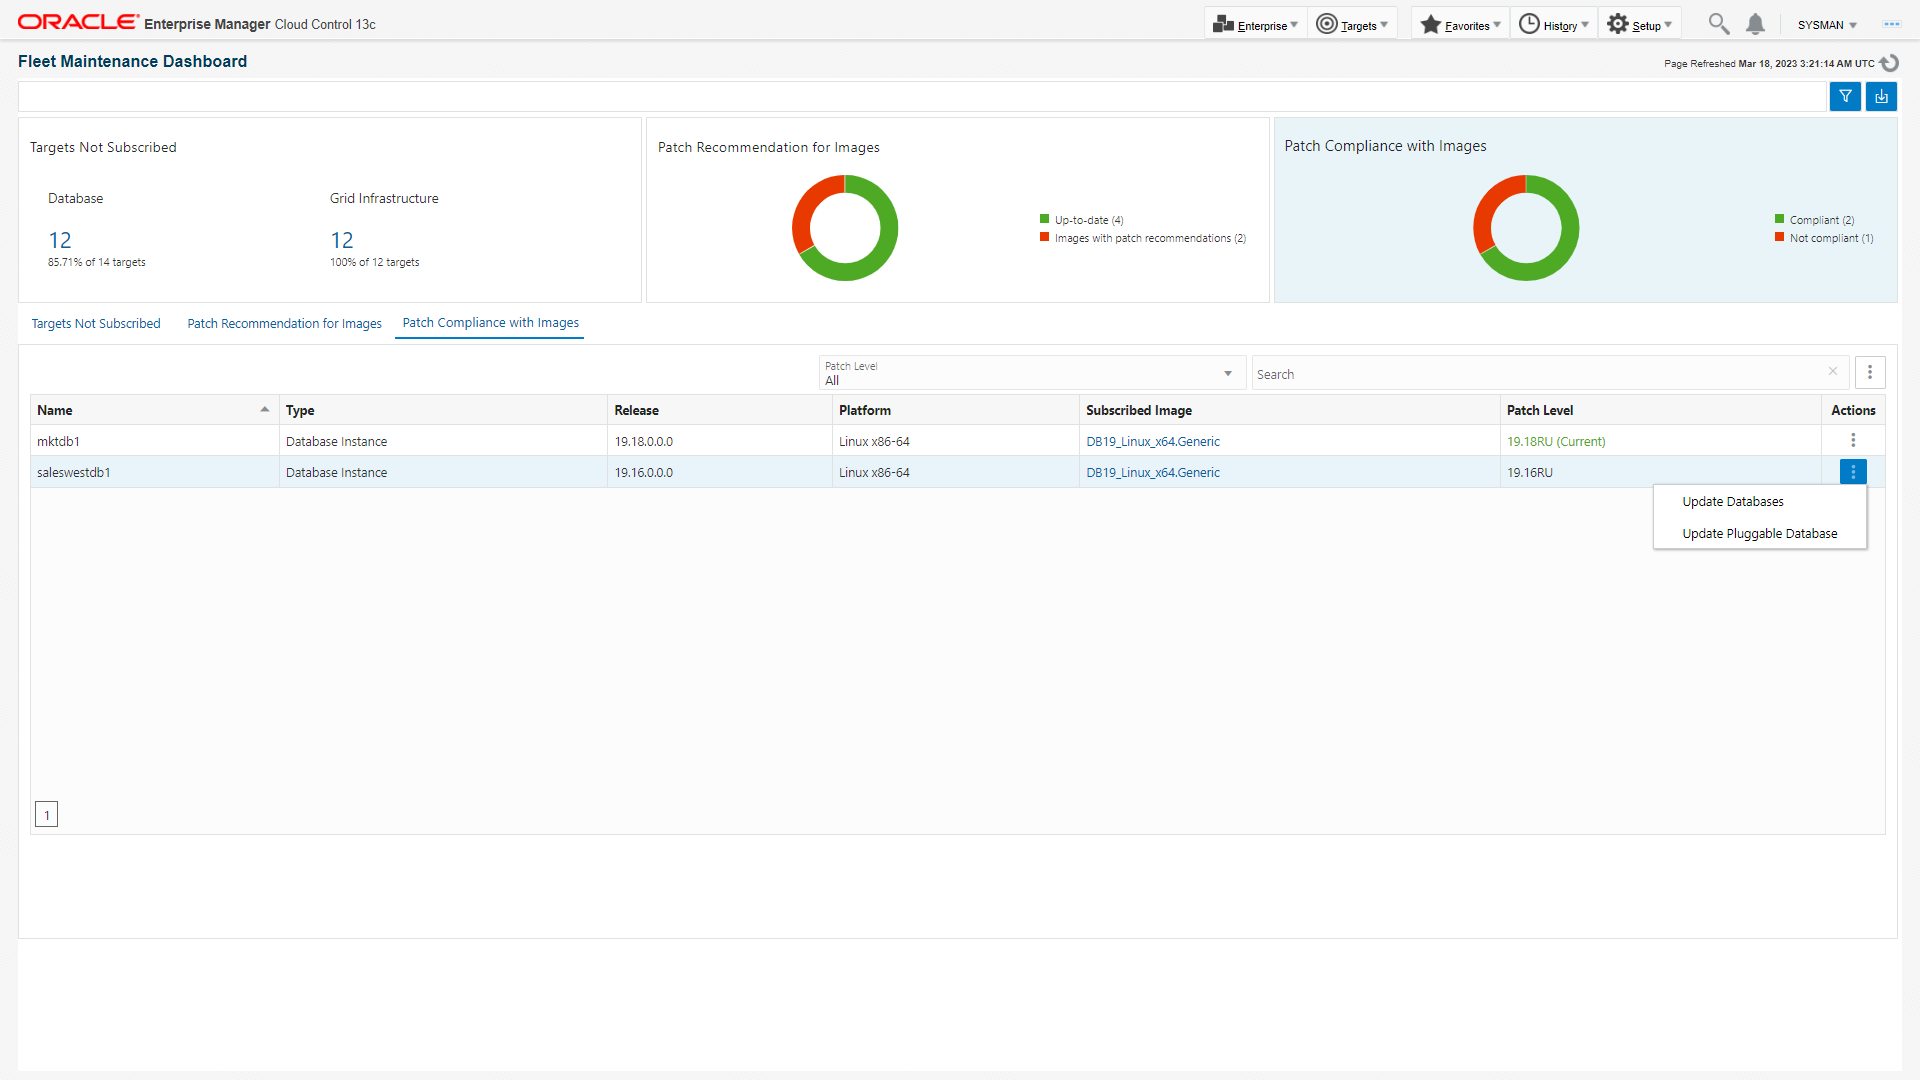 ORACLE Enterprise Manager Cloud Control 13c
Enterprise Targets Favorites History Setup SYSMAN
Fleet Maintenance Dashboard
Page Refreshed Mar 18, 2023 3:21:14 AM UTC
Targets Not Subscribed
Database
12
85.71% of 14 targets
Grid Infrastructure
12
100% of 12 targets
Patch Recommendation for Images
Up-to-date (4)
Images with patch recommendations (2)
Patch Compliance with Images
Compliant (2)
Not compliant (1)
Targets Not Subscribed Patch Recommendation for Images Patch Compliance with Images
Patch Level
All
Search
Name Type Release Platform Subscribed Image Patch Level Actions
mktdb1 Database Instance 19.18.0.0.0 Linux x86-64 DB19_Linux_x64.Generic 19.18RU (Current)
saleswestdb1 Database Instance 19.16.0.0.0 Linux x86-64 DB19_Linux_x64.Generic 19.16RU
Update Databases
Update Pluggable Database
1